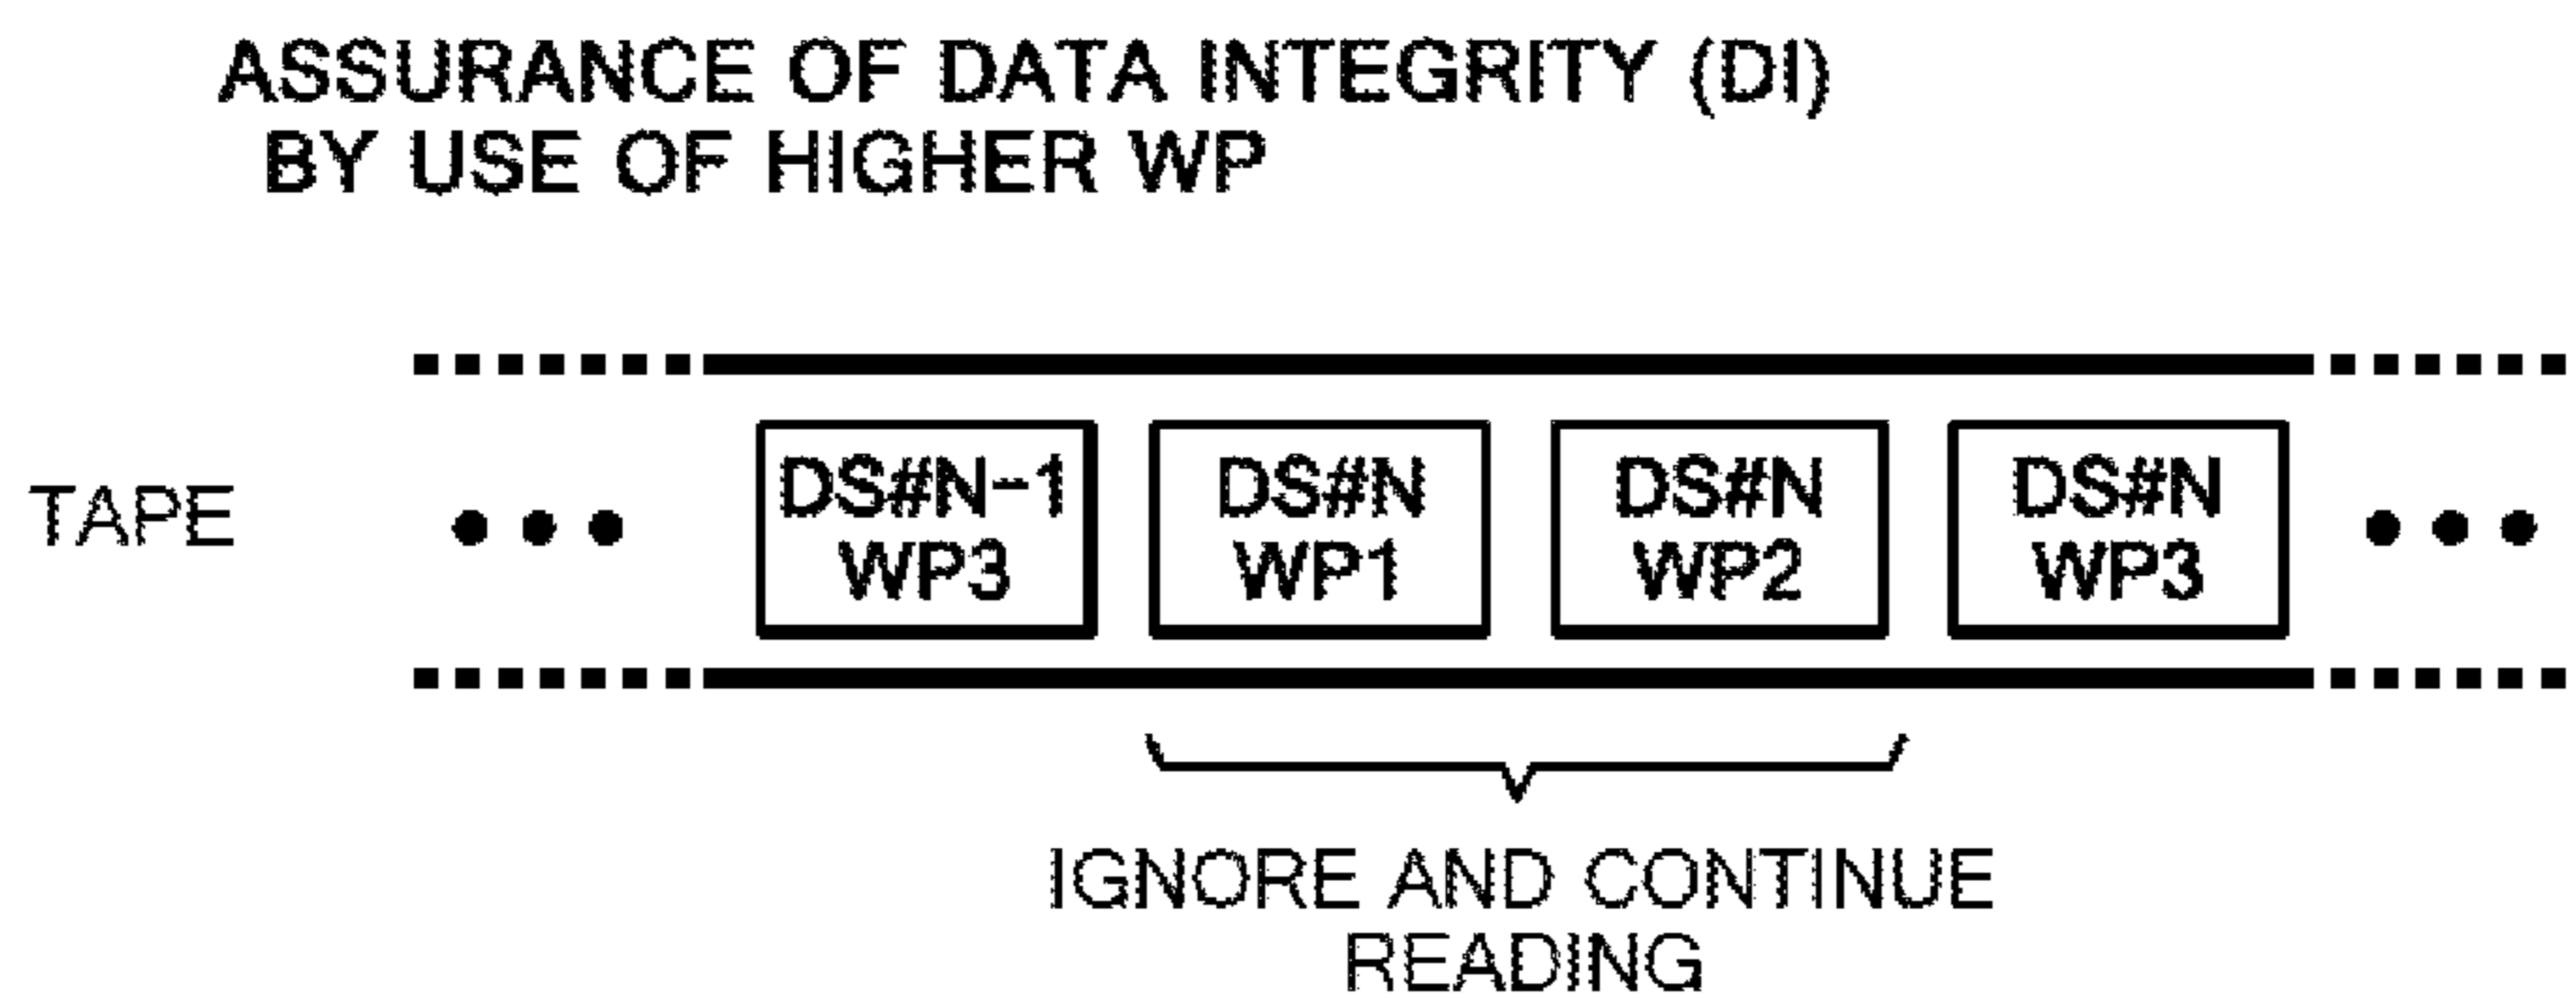 ASSURANCE OF DATA INTEGRITY (DI)
BY USE OF HIGHER WP
TAPE
DS#N-1
WP3
DS#N
WP1
DS#N
WP2
DS#N
WP3
IGNORE AND CONTINUE
READING